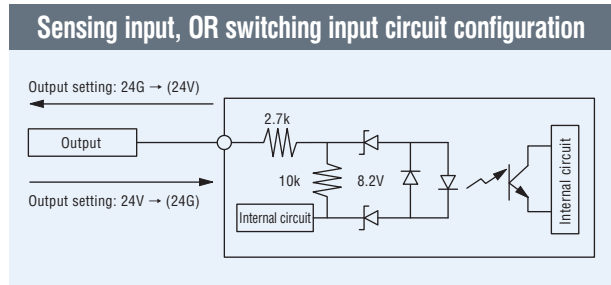 Sensing input, OR switching input circuit configuration
Output setting: 24G → (24V)
Output
Output setting: 24V → (24G)
2.7k
10k
8.2V
Internal circuit
Internal circuit